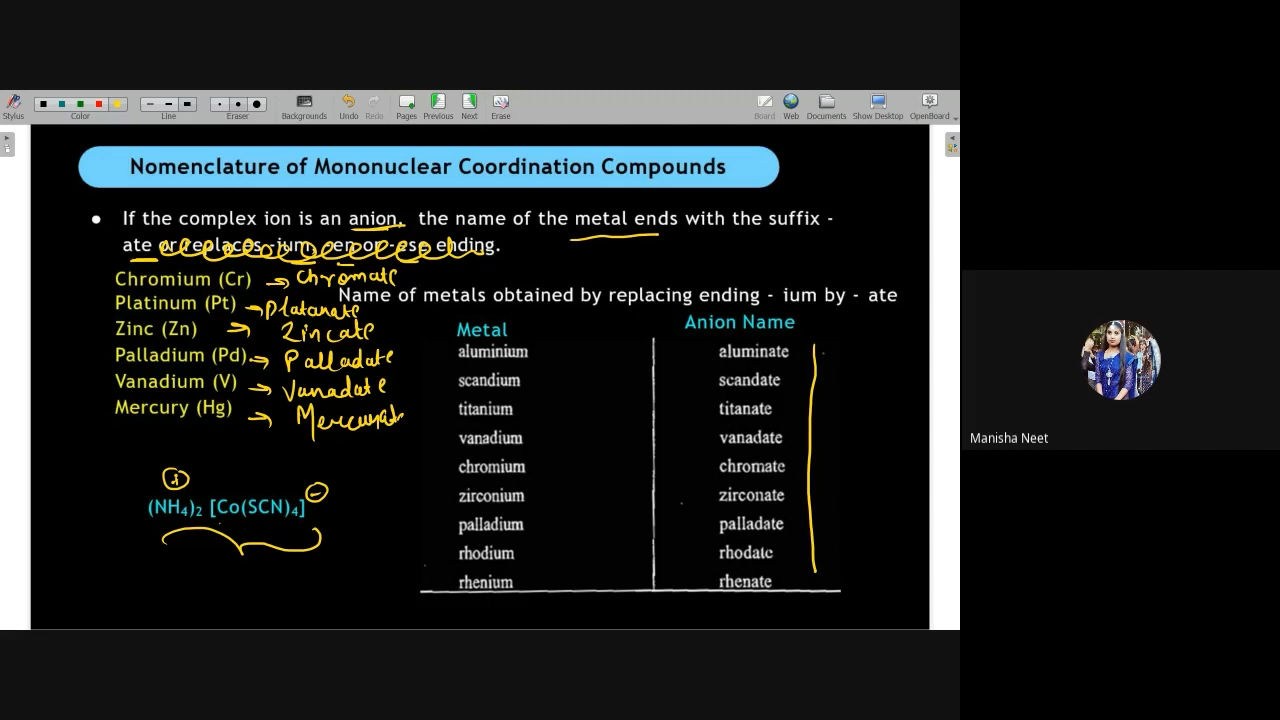 Stylus
Color
Line
Eraser
Backgrounds
Undo
Redo
Pages
Previous
Next
Erase
Board
Web
Documents
Show Desktop
OpenBoard
Nomenclature of Mononuclear Coordination Compounds
• If the complex ion is an anion, the name of the metal ends with the suffix -
ate or replaces -ium, -en or -ese ending.
Chromium (Cr) → Chromate
Name of metals obtained by replacing ending - ium by - ate
Platinum (Pt) → Platanate
Zinc (Zn) → Zincate
Palladium (Pd). → Palladate
Vanadium (V) → Vanadate
Mercury (Hg) →
Metal Anion Name
aluminium aluminate
scandium scandate
titanium titanate
vanadium vanadate
chromium chromate
zirconium zirconate
palladium palladate
rhodium rhodate
rhenium rhenate
+ -
(NH₄)₂ [Co(SCN)₄]
Manisha Neet